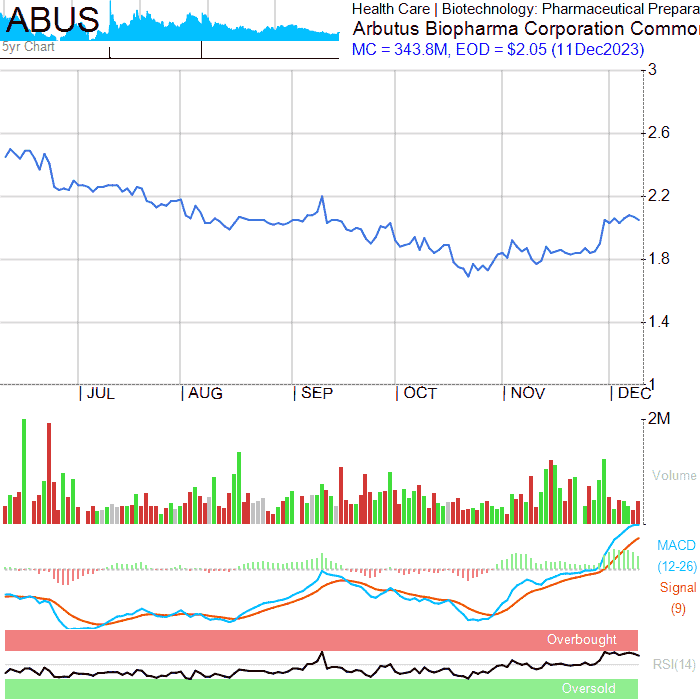 ABUS
5yr Chart
Health Care | Biotechnology: Pharmaceutical Prepara
Arbutus Biopharma Corporation Commo
MC = 343.8M, EOD = $2.05 (11Dec2023)
3
2.6
2.2
1.8
1.4
1
JUL
AUG
SEP
OCT
NOV
DEC
2M
Volume
MACD
(12-26)
Signal
(9)
Overbought
RSI(14)
Oversold